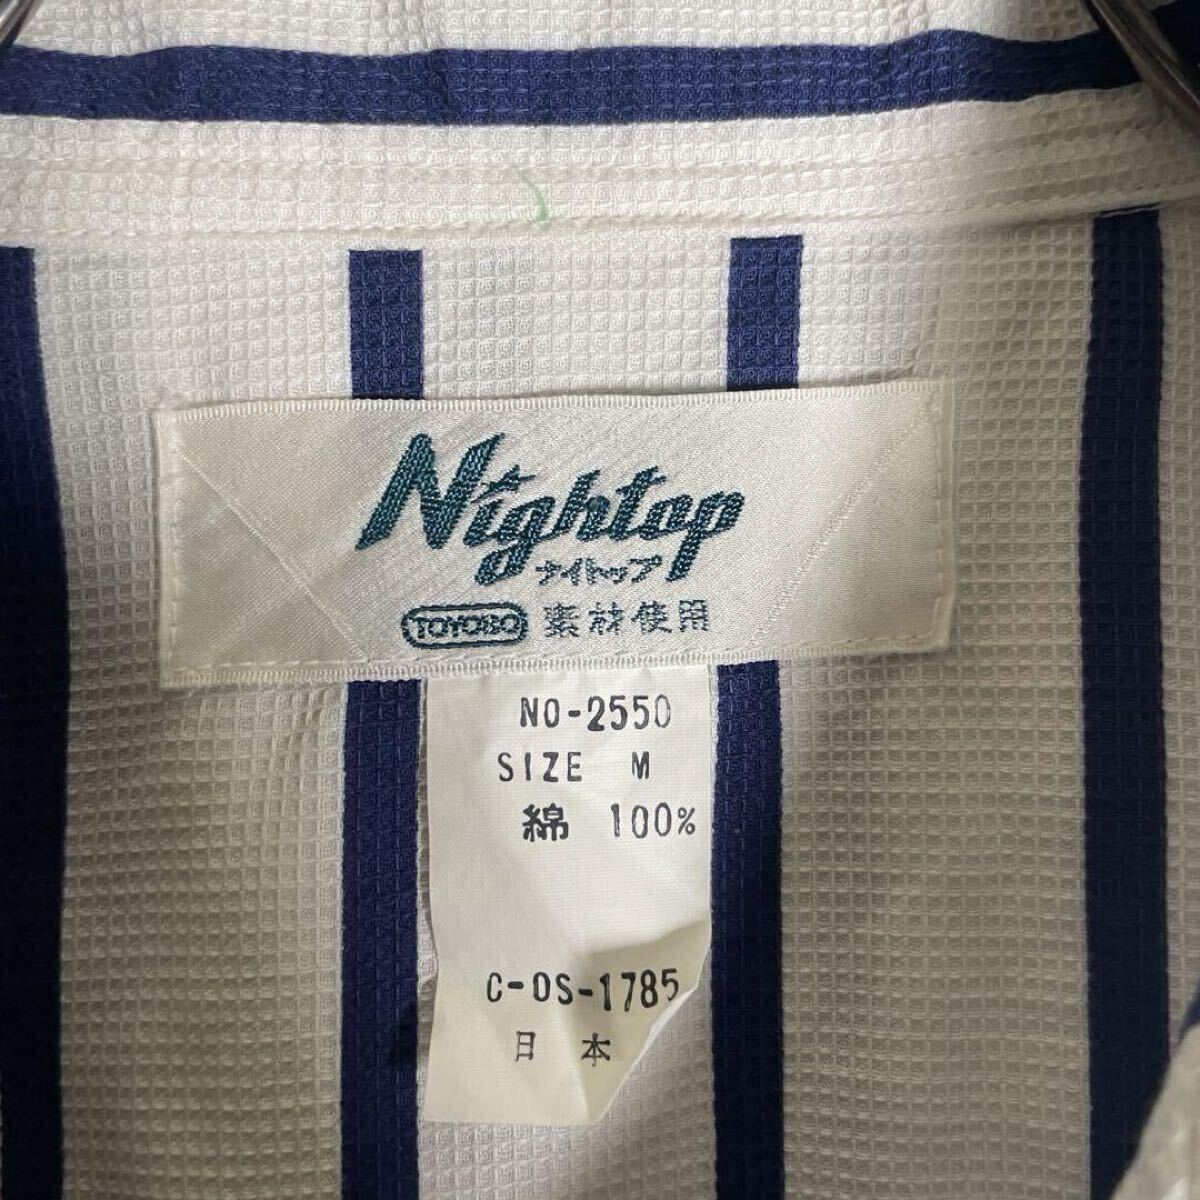 Nightop
ナイトップ
TOYOBO 素材使用
NO-2550
SIZE M
綿 100%
C-OS-1785
日本